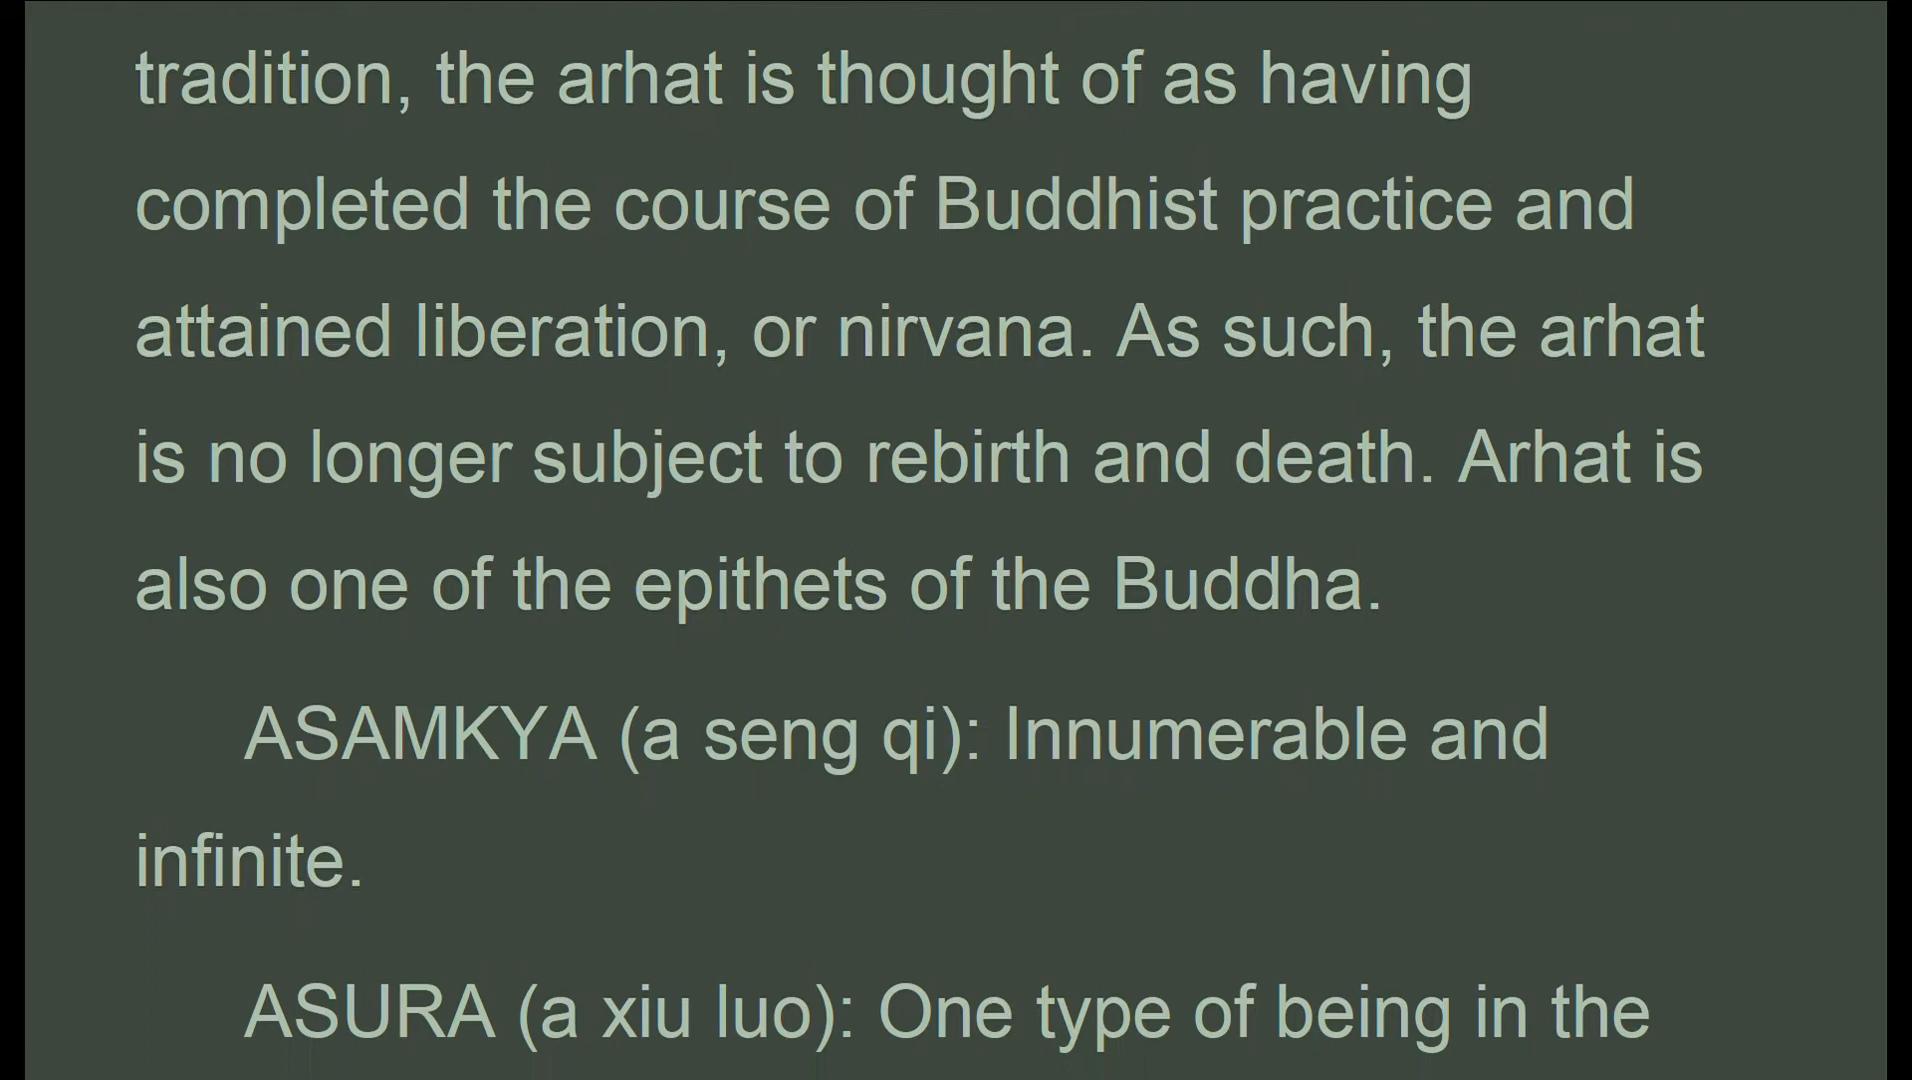 tradition, the arhat is thought of as having
completed the course of Buddhist practice and
attained liberation, or nirvana. As such, the arhat
is no longer subject to rebirth and death. Arhat is
also one of the epithets of the Buddha.
ASAMKYA (a seng qi): Innumerable and
infinite.
ASURA (a xiu luo): One type of being in the